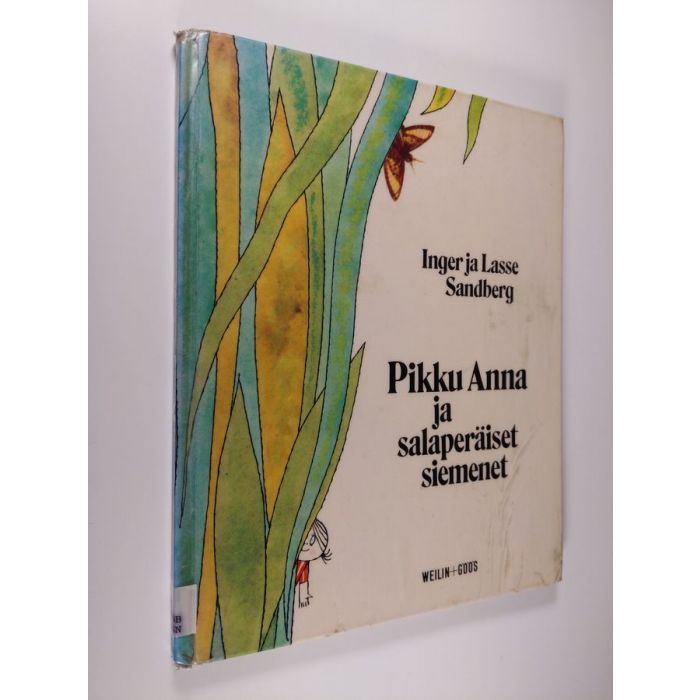 Inger ja Lasse
Sandberg
Pikku Anna
ja
salaperäiset
siemenet
WEILIN+GÖÖS